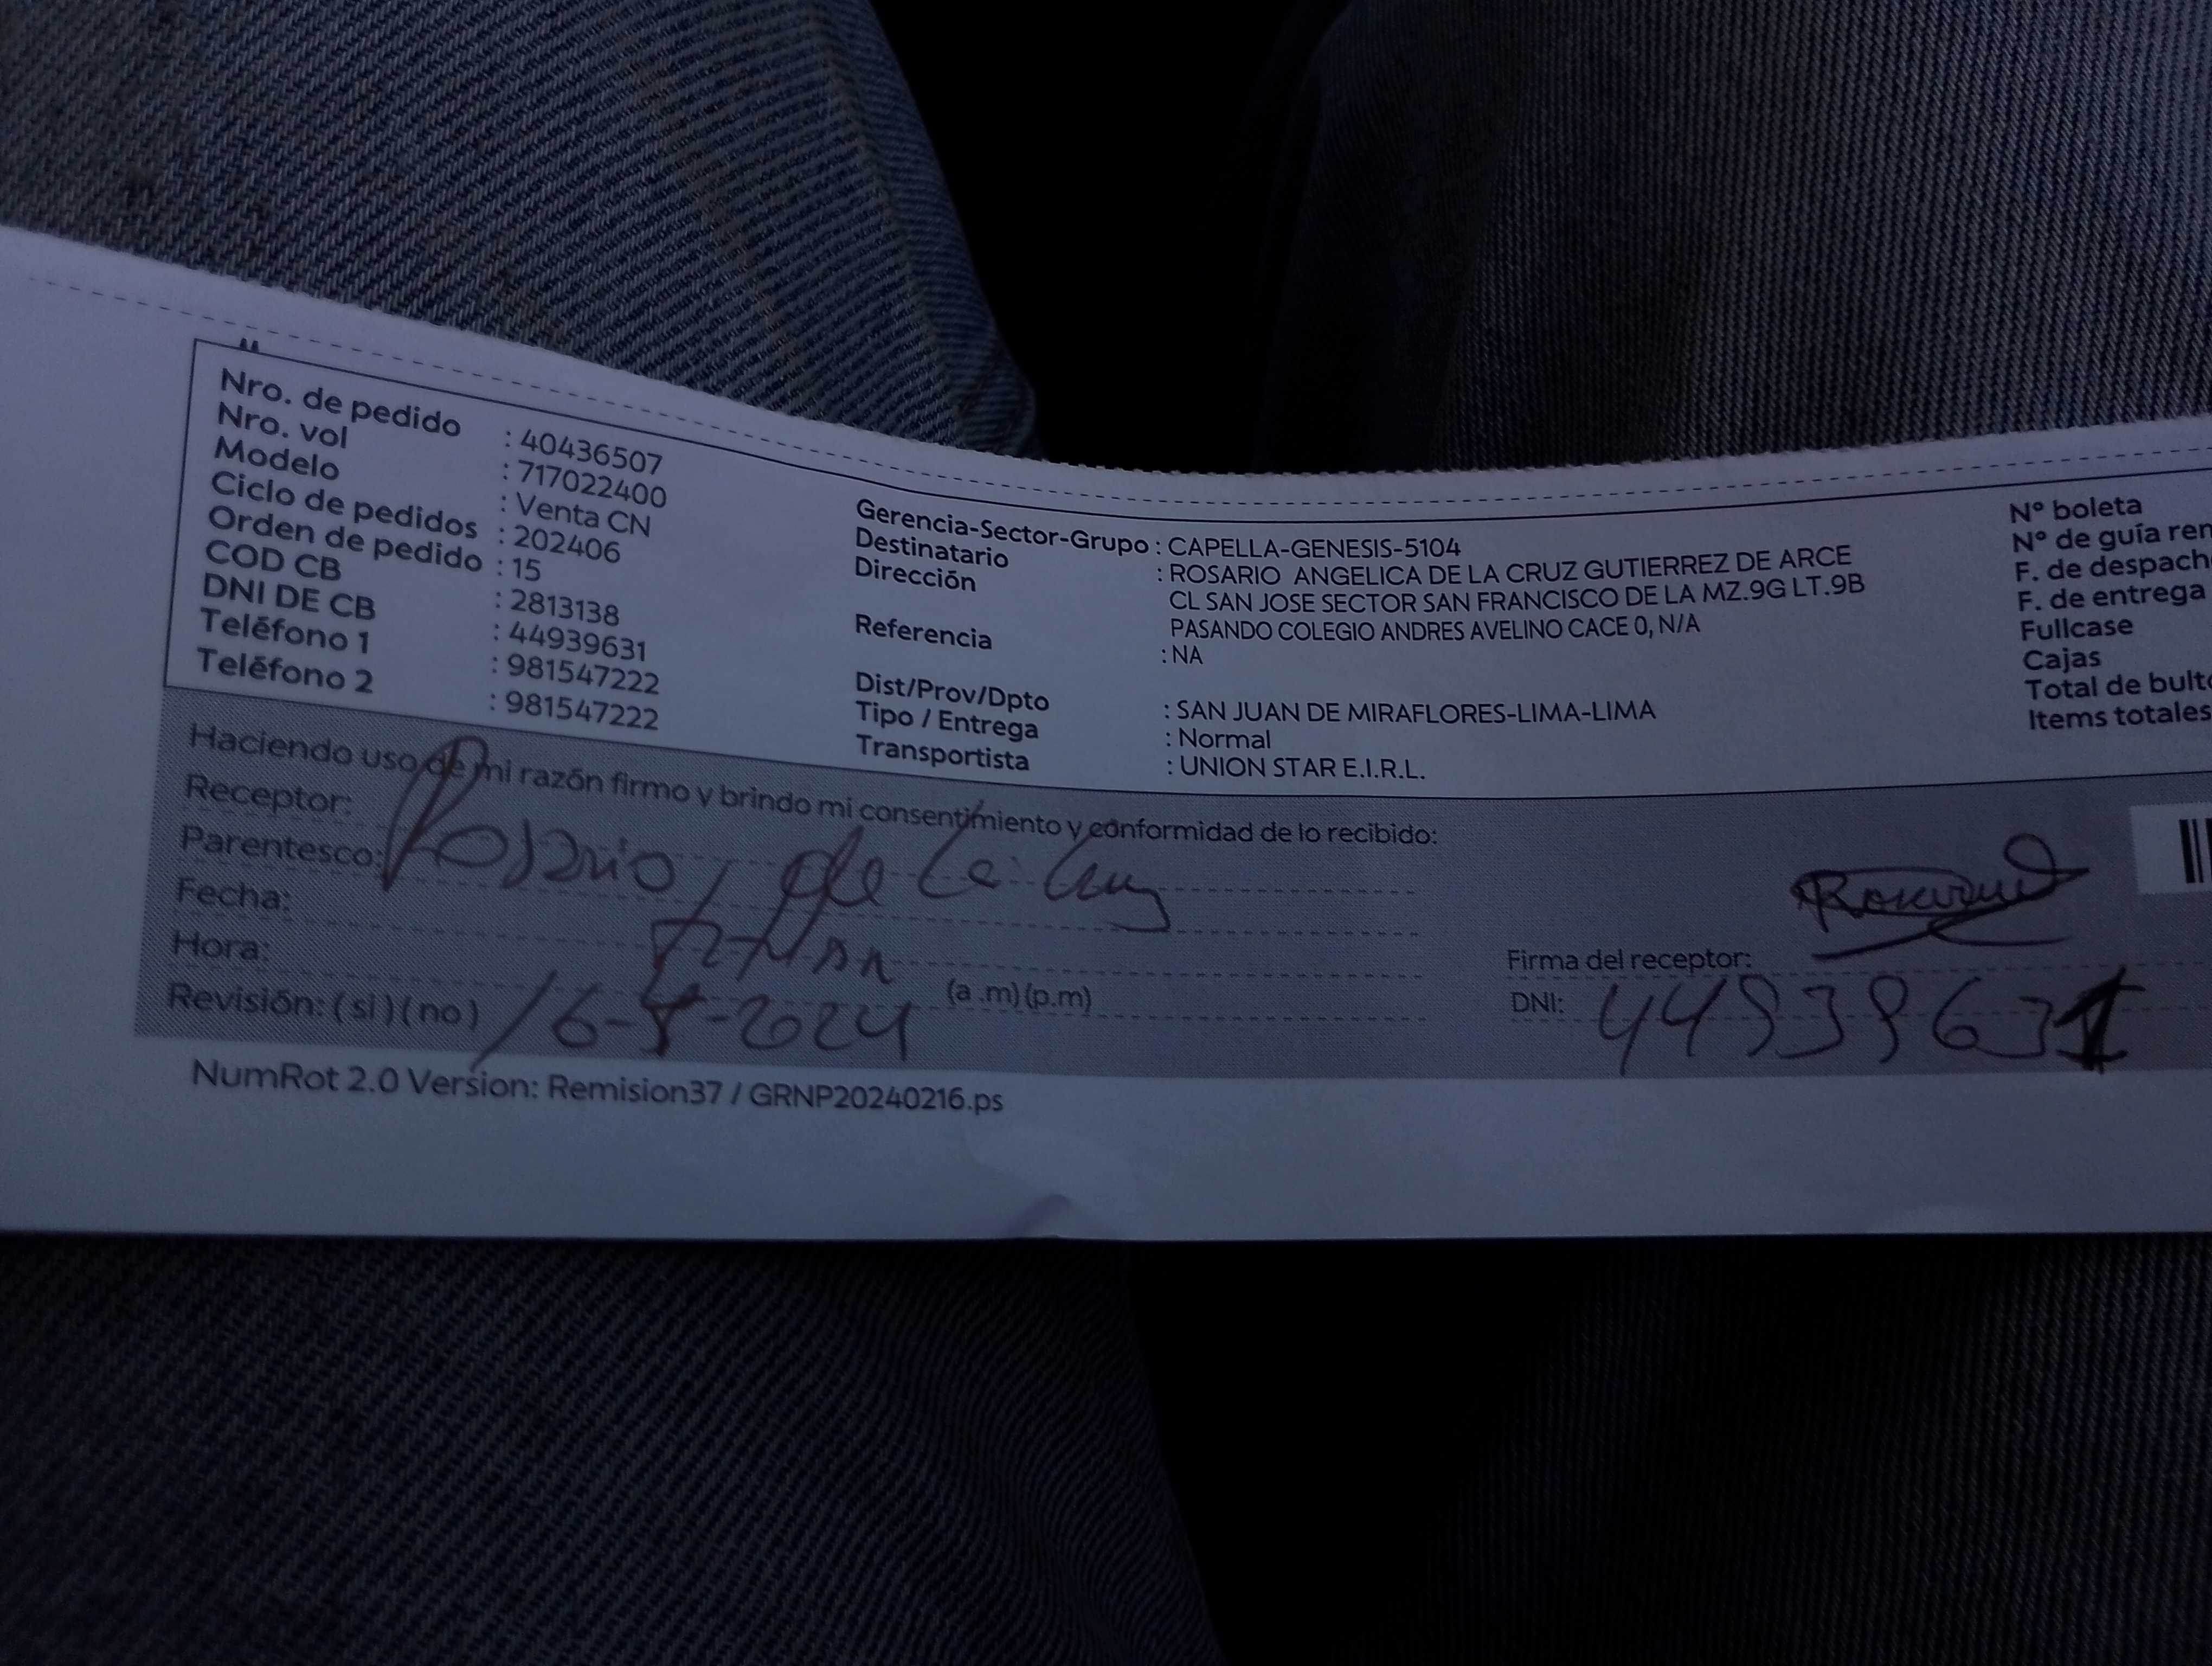 Nro. de pedido : 40436507
Nro. vol : 717022400
Modelo : Venta CN
Ciclo de pedidos : 202406
Orden de pedido : 15
COD CB : 2813138
DNI DE CB : 44939631
Teléfono 1 : 981547222
Teléfono 2 : 981547222
Gerencia-Sector-Grupo : CAPELLA-GENESIS-5104
Destinatario : ROSARIO ANGELICA DE LA CRUZ GUTIERREZ DE ARCE
Dirección CL SAN JOSE SECTOR SAN FRANCISCO DE LA MZ.9G LT.9B
PASANDO COLEGIO ANDRES AVELINO CACE 0, N/A
Referencia : NA
Dist/Prov/Dpto : SAN JUAN DE MIRAFLORES-LIMA-LIMA
Tipo / Entrega : Normal
Transportista : UNION STAR E.I.R.L.
Nº boleta
Nº de guía ren
F. de despach
F. de entrega
Fullcase
Cajas
Total de bult
Items totales
Haciendo uso de mi razón firmo y brindo mi consentimiento y conformidad de lo recibido:
Receptor:
Parentesco: Rosario de la Cruz
Fecha:
Hora: (a .m) (p.m)
Revisión: ( si ) ( no ) 16-5-2024
Firma del receptor:
DNI: 44939631
NumRot 2.0 Version: Remision37 / GRNP20240216.ps